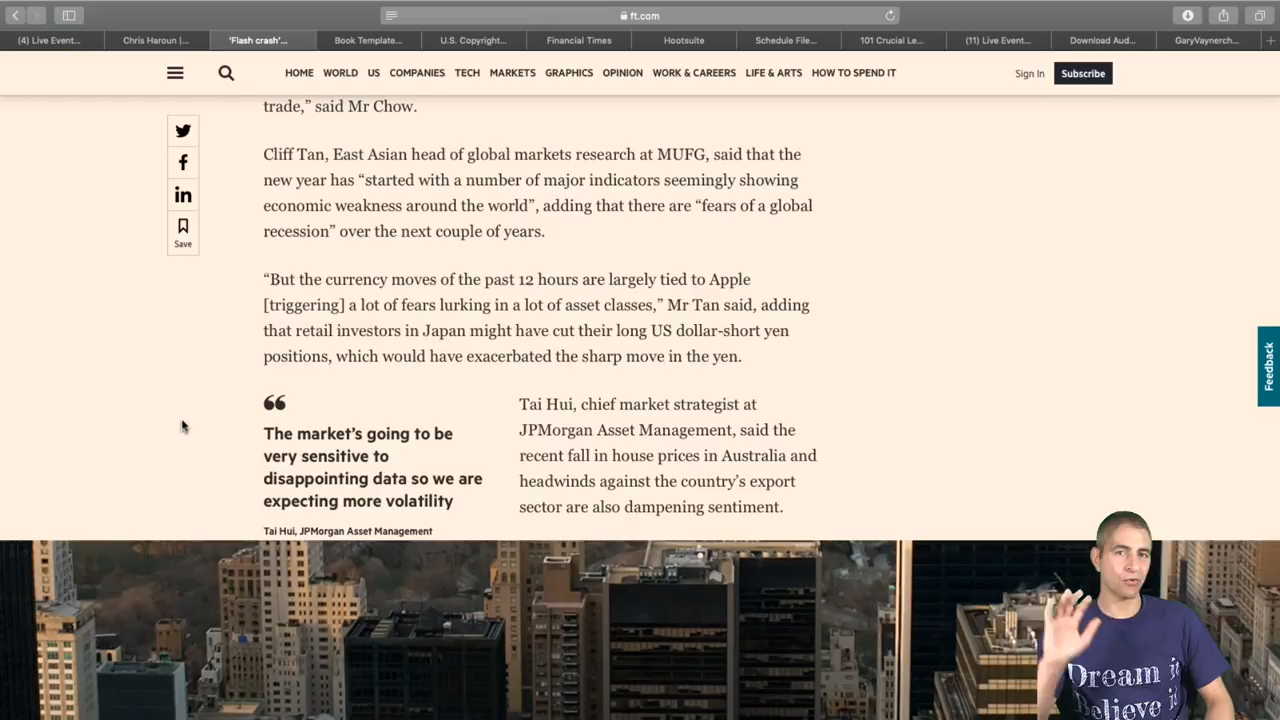 ft.com
(4) Live Event...
Chris Haroun |...
'Flash crash'...
Book Template...
U.S. Copyright...
Financial Times
Hootsuite
Schedule File...
101 Crucial Le...
(11) Live Event...
Download Aud...
GaryVaynerch...
HOME WORLD US COMPANIES TECH MARKETS GRAPHICS OPINION WORK & CAREERS LIFE & ARTS HOW TO SPEND IT
Sign In
Subscribe
trade,” said Mr Chow.
Save
Cliff Tan, East Asian head of global markets research at MUFG, said that the
new year has “started with a number of major indicators seemingly showing
economic weakness around the world”, adding that there are “fears of a global
recession” over the next couple of years.
“But the currency moves of the past 12 hours are largely tied to Apple
[triggering] a lot of fears lurking in a lot of asset classes,” Mr Tan said, adding
that retail investors in Japan might have cut their long US dollar-short yen
positions, which would have exacerbated the sharp move in the yen.
Feedback
“
The market’s going to be
very sensitive to
disappointing data so we are
expecting more volatility
Tai Hui, JPMorgan Asset Management
Tai Hui, chief market strategist at
JPMorgan Asset Management, said the
recent fall in house prices in Australia and
headwinds against the country’s export
sector are also dampening sentiment.
Dream it
Believe it